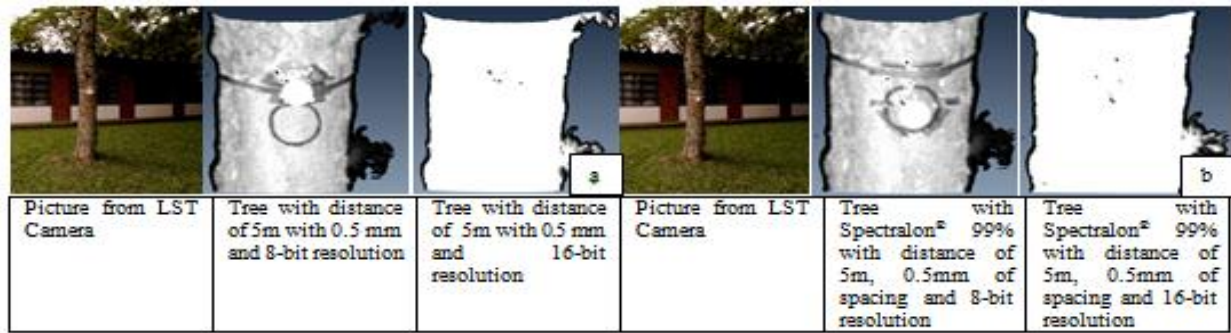 a
b
Picture from LST
Camera
Tree with distance
of 5m with 0.5 mm
and 8-bit resolution
Tree with distance
of 5m with 0.5 mm
and 16-bit
resolution
Picture from LST
Camera
Tree with
Spectralon® 99%
with distance of
5m, 0.5mm of
spacing and 8-bit
resolution
Tree with
Spectralon® 99%
with distance of
5m, 0.5mm of
spacing and 16-bit
resolution